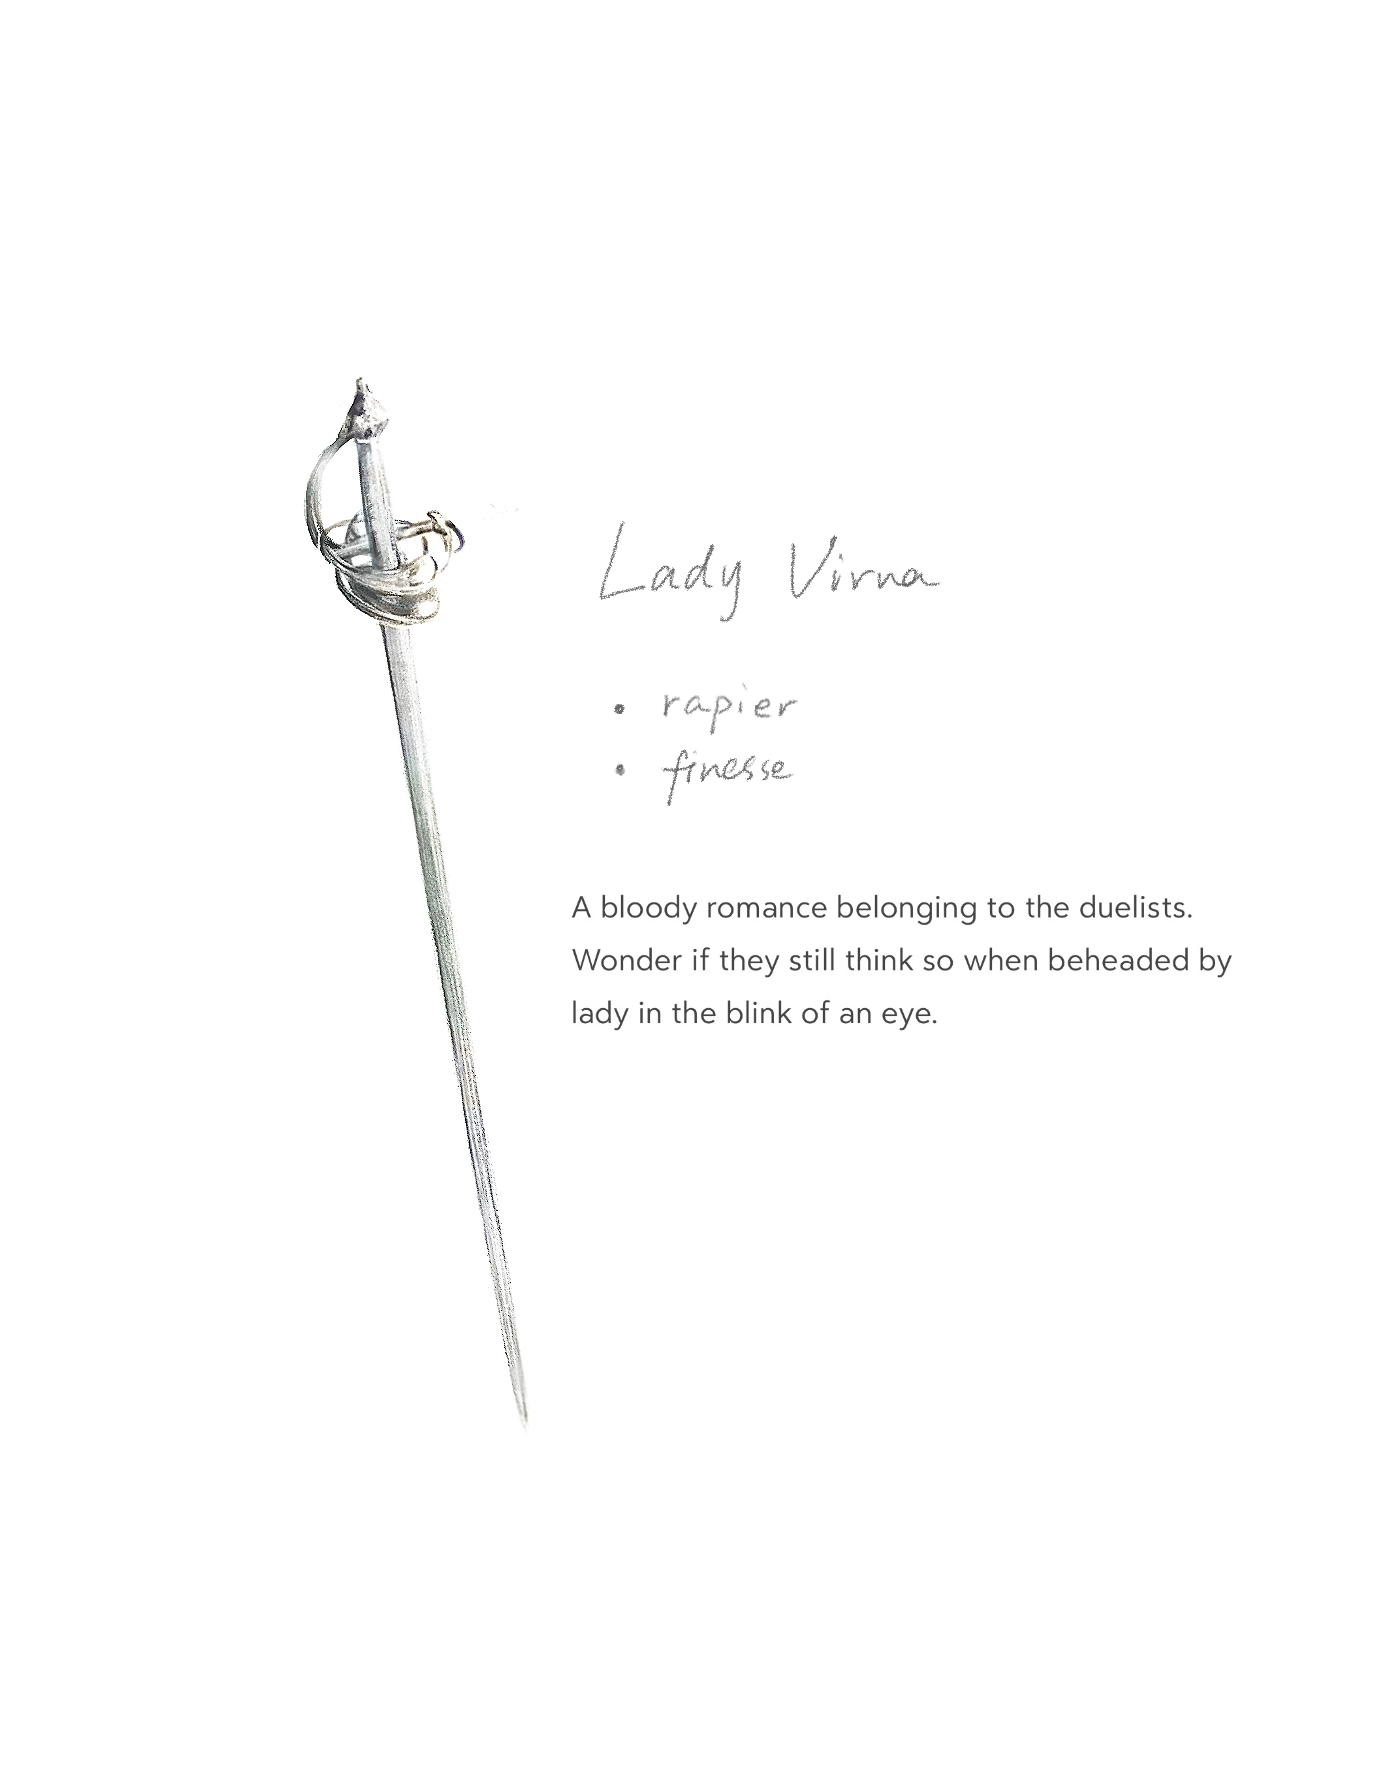 Lady Virna
• rapier
• finesse
A bloody romance belonging to the duelists.
Wonder if they still think so when beheaded by
lady in the blink of an eye.